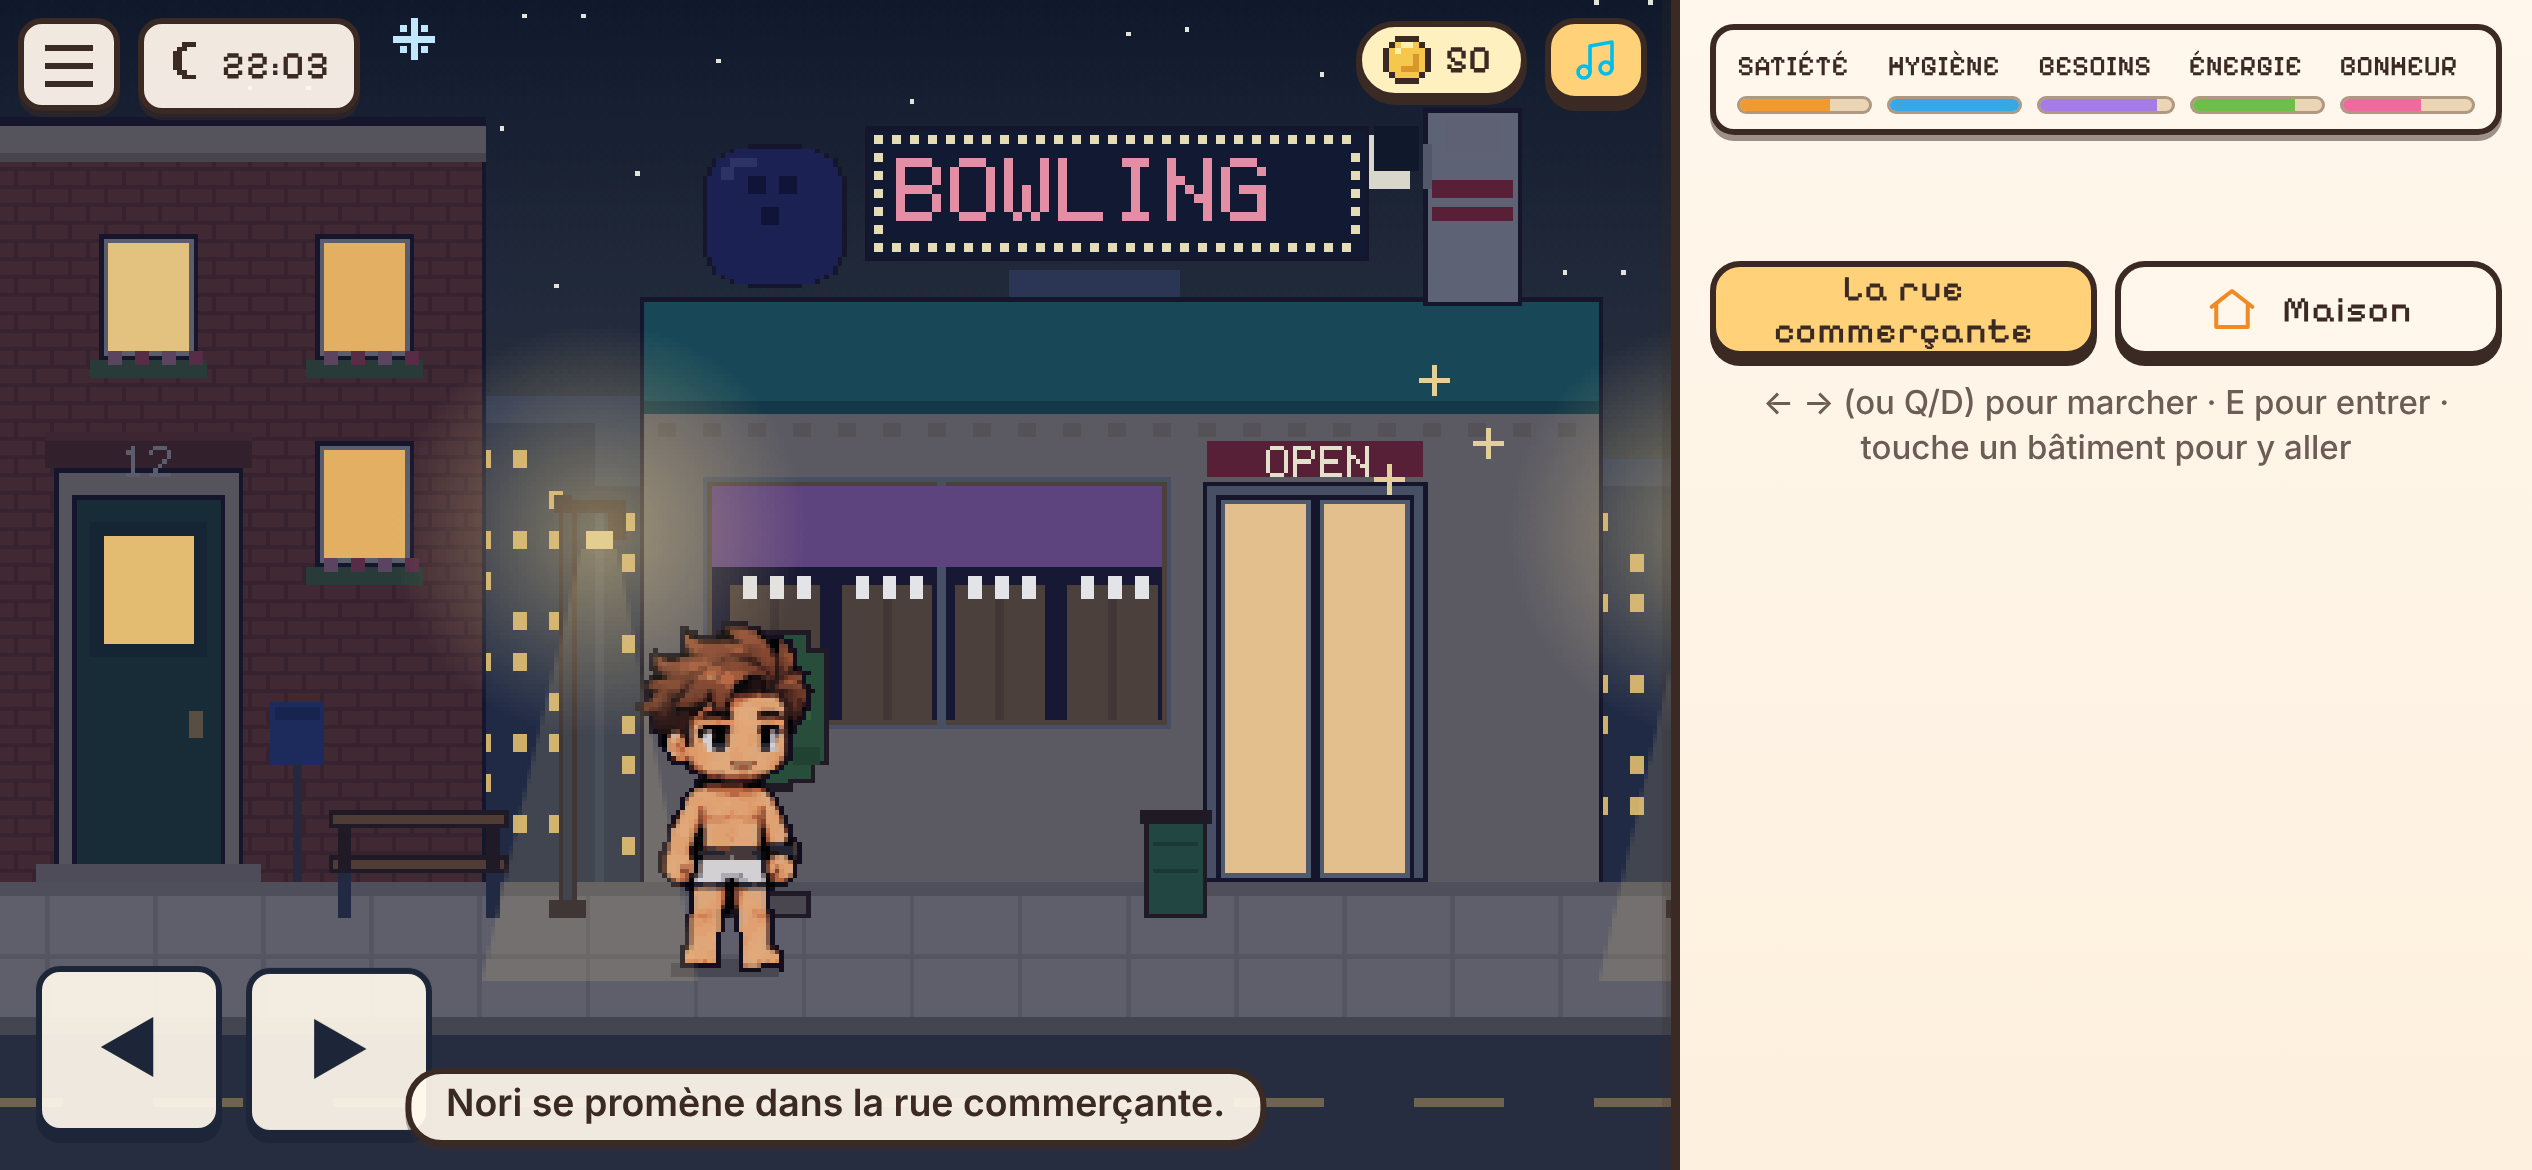 22:03
50
SATIÉTÉ HYGIÈNE BESOINS ÉNERGIE BONHEUR
BOWLING
La rue
commerçante
Maison
← → (ou Q/D) pour marcher · E pour entrer ·
touche un bâtiment pour y aller
12
OPEN
Nori se promène dans la rue commerçante.